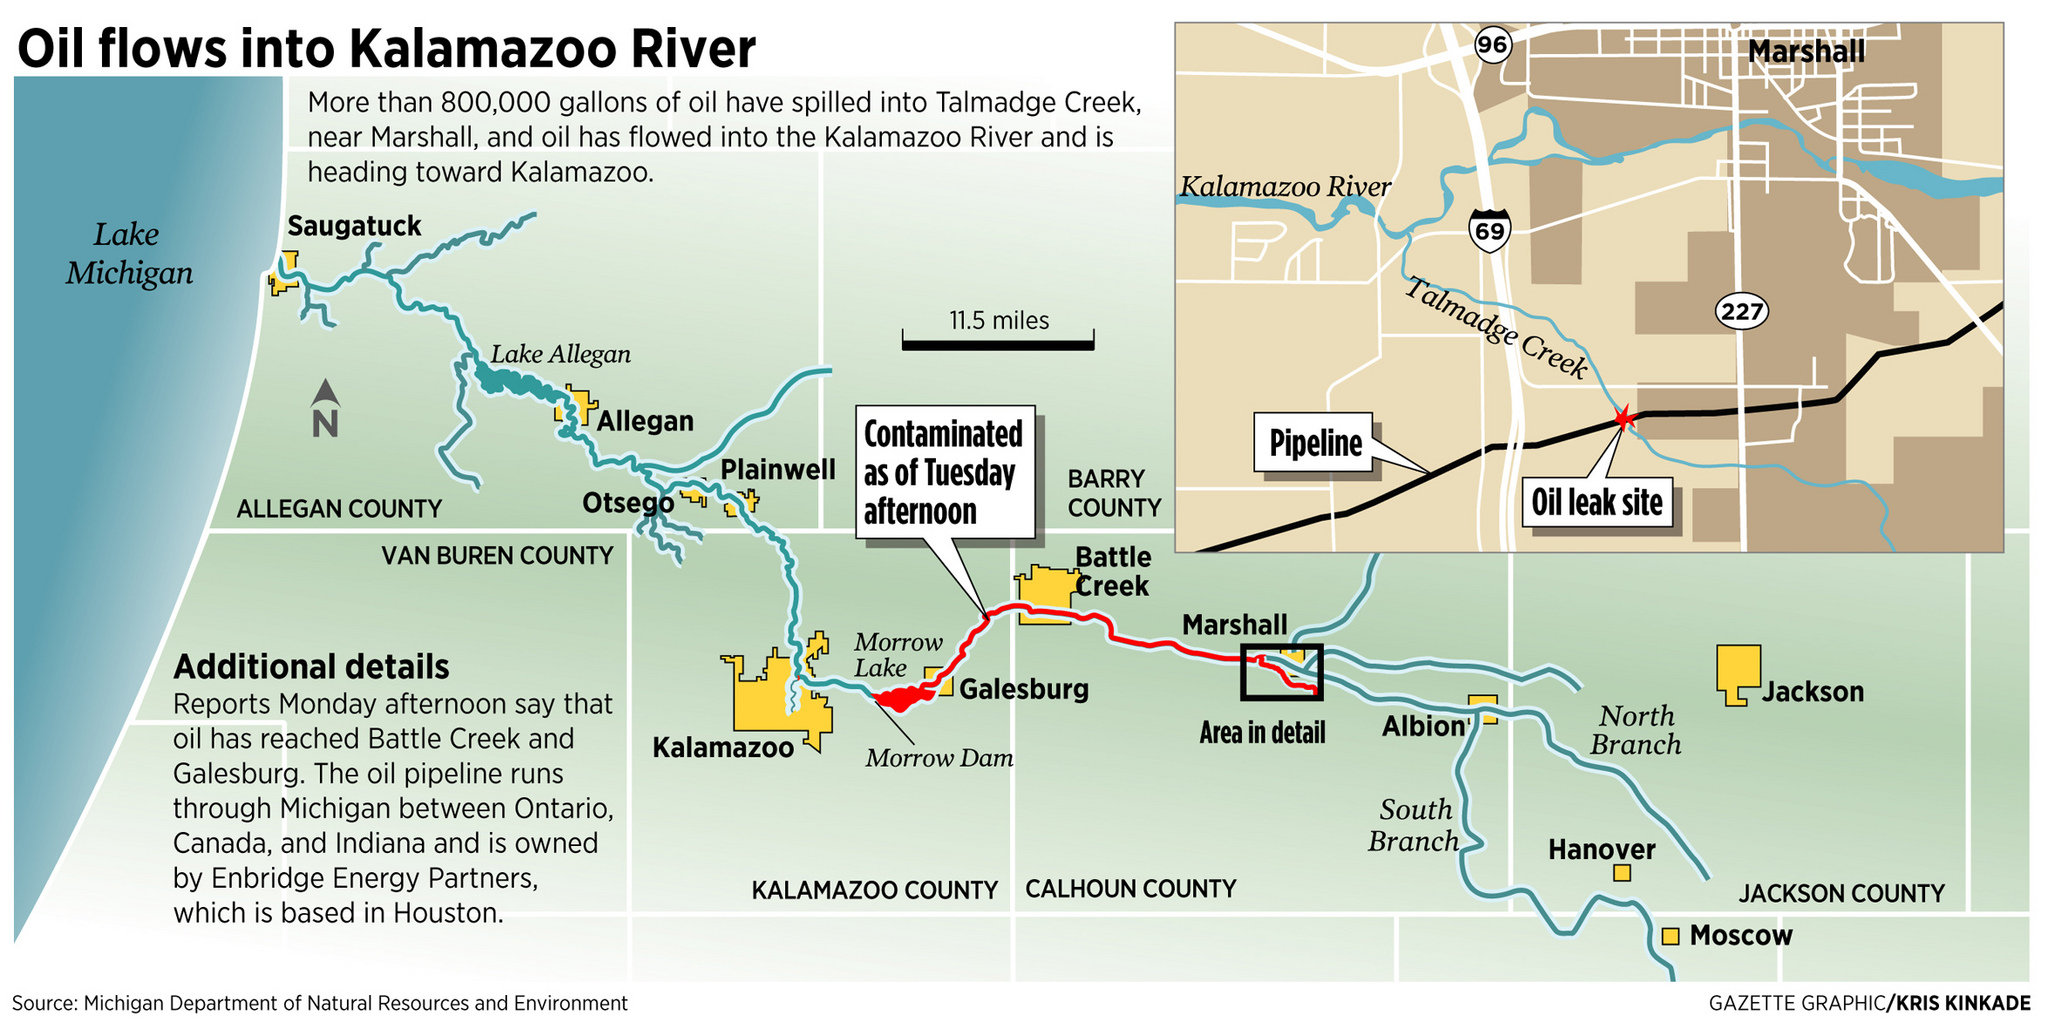 Oil flows into Kalamazoo River
More than 800,000 gallons of oil have spilled into Talmadge Creek,
near Marshall, and oil has flowed into the Kalamazoo River and is
heading toward Kalamazoo.
Lake
Michigan
Saugatuck
Lake Allegan
11.5 miles
N
Allegan
Plainwell
Otsego
ALLEGAN COUNTY
VAN BUREN COUNTY
Contaminated
as of Tuesday
afternoon
BARRY
COUNTY
Battle
Creek
Marshall
Morrow
Lake
Galesburg
Kalamazoo
Morrow Dam
Area in detail
Albion
North
Branch
Jackson
South
Branch
Hanover
KALAMAZOO COUNTY
CALHOUN COUNTY
JACKSON COUNTY
Moscow
96
Marshall
Kalamazoo River
69
Talmadge Creek
227
Pipeline
Oil leak site
Additional details
Reports Monday afternoon say that
oil has reached Battle Creek and
Galesburg. The oil pipeline runs
through Michigan between Ontario,
Canada, and Indiana and is owned
by Enbridge Energy Partners,
which is based in Houston.
Source: Michigan Department of Natural Resources and Environment
GAZETTE GRAPHIC/KRIS KINKADE